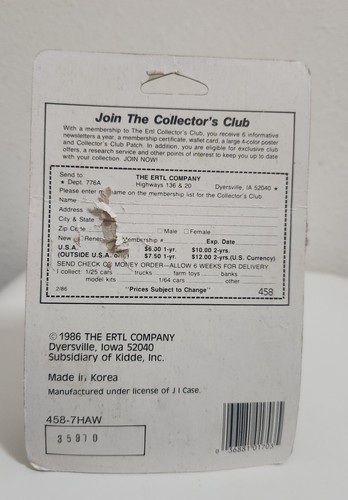 Join The Collector's Club
With a membership to The Ertl Collector's Club, you receive 6 informative
newsletters a year, a membership certificate, wallet card, a large 4-color poster
and Collector's Club Patch. In addition, you are eligible for exclusive club
offers, a research service and other points of interest to keep you up to date
with your collection. JOIN NOW!
Send to: THE ERTL COMPANY
• Dept. 776A Highways 136 & 20 Dyersville, IA 52040 •
Please enter name on the membership list for the Collector's Club.
Name
Address
City & State
Zip Code □ Male □ Female
New □ Renewal Membership # Exp. Date
U.S.A. $6.00 1-yr. $10.00 2-yrs.
(OUTSIDE U.S.A. $7.50 1-yr. $12.00 2-yrs. (U.S. Currency)
SEND CHECK OR MONEY ORDER—ALLOW 6 WEEKS FOR DELIVERY.
I collect: 1/25 cars trucks farm toys banks
model kits 1/64 cars other
2/86 "Prices Subject to Change" 458
© 1986 THE ERTL COMPANY
Dyersville, Iowa 52040
Subsidiary of Kidde, Inc.
Made in Korea
Manufactured under license of J I Case.
458-7HAW
35970
0 36881 01703